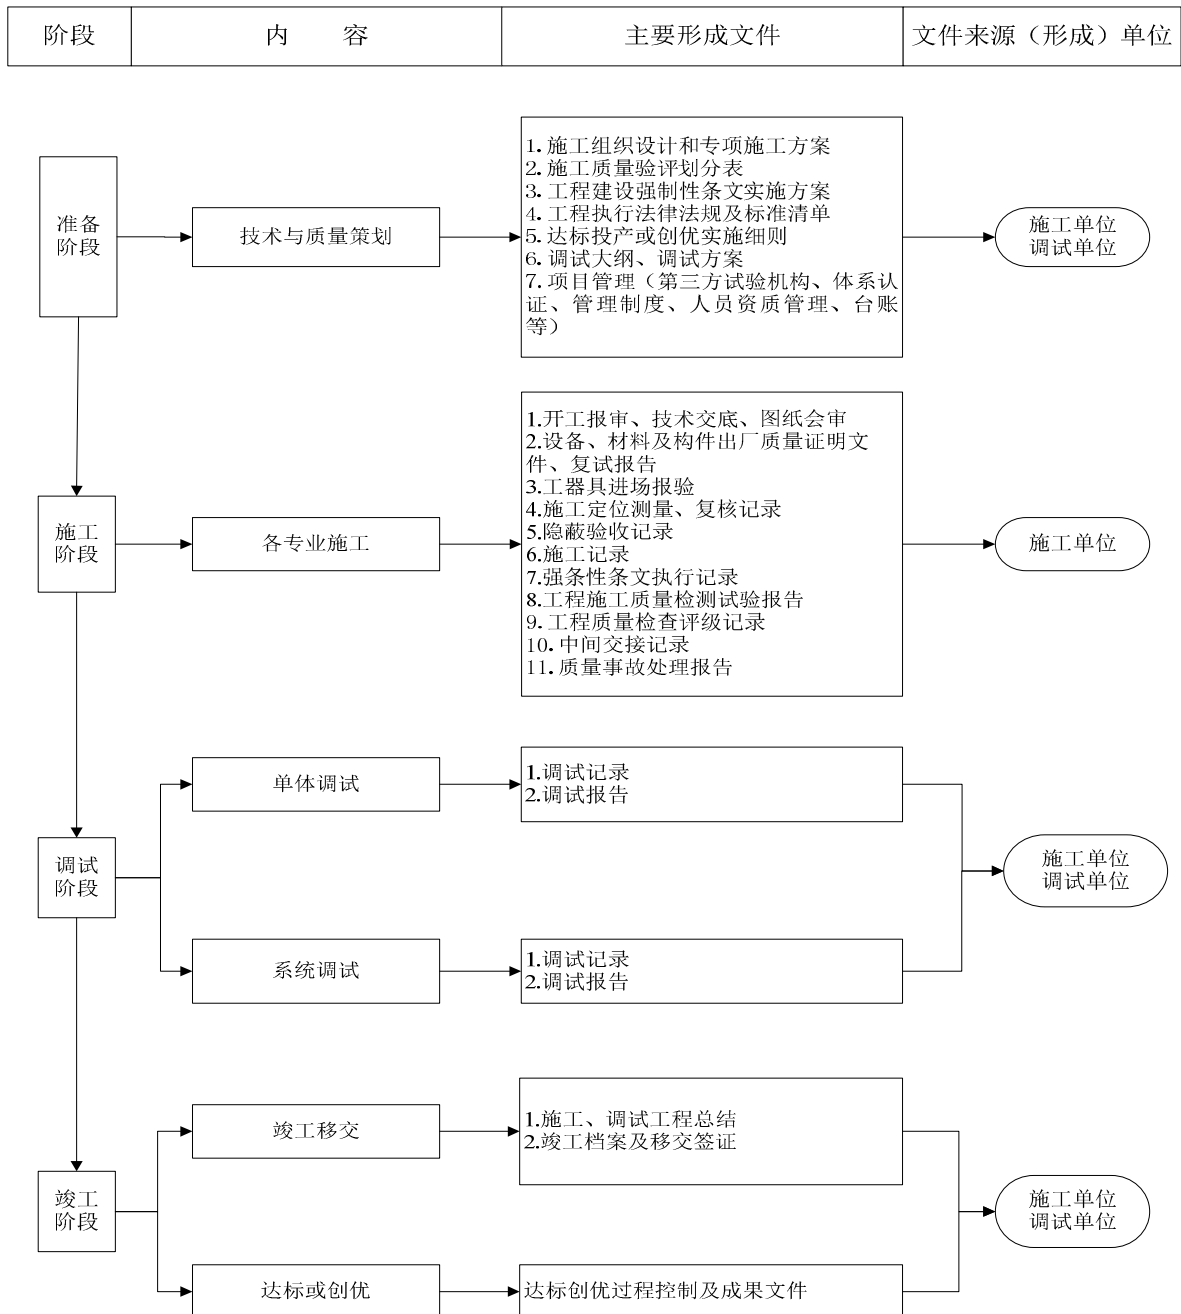 阶段 内 容 主要形成文件 文件来源（形成）单位
准备
阶段
技术与质量策划
1. 施工组织设计和专项施工方案
2. 施工质量验评划分表
3. 工程建设强制性条文实施方案
4. 工程执行法律法规及标准清单
5. 达标投产或创优实施细则
6. 调试大纲、调试方案
7. 项目管理（第三方试验机构、体系认
证、管理制度、人员资质管理、台账
等）
施工单位
调试单位
施工
阶段
各专业施工
1.开工报审、技术交底、图纸会审
2.设备、材料及构件出厂质量证明文
件、复试报告
3.工器具进场报验
4.施工定位测量、复核记录
5.隐蔽验收记录
6.施工记录
7.强条性条文执行记录
8.工程施工质量检测试验报告
9. 工程质量检查评级记录
10. 中间交接记录
11. 质量事故处理报告
施工单位
调试
阶段
单体调试
1.调试记录
2.调试报告
系统调试
1.调试记录
2.调试报告
施工单位
调试单位
竣工
阶段
竣工移交
1.施工、调试工程总结
2.竣工档案及移交签证
达标或创优
达标创优过程控制及成果文件
施工单位
调试单位